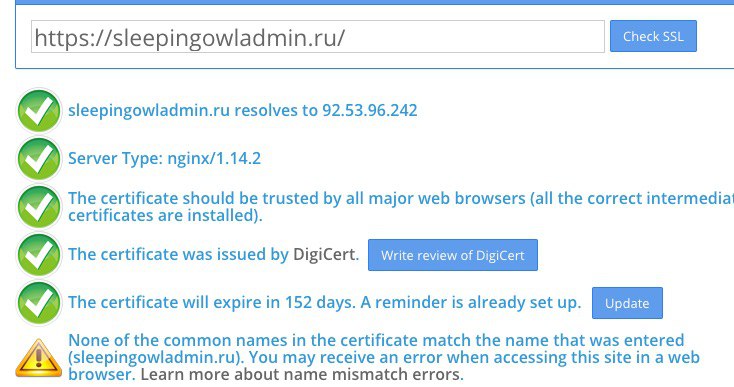 https://sleepingowladmin.ru/
Check SSL
sleepingowladmin.ru resolves to 92.53.96.242
Server Type: nginx/1.14.2
The certificate should be trusted by all major web browsers (all the correct intermediat
certificates are installed).
The certificate was issued by DigiCert.
Write review of DigiCert
The certificate will expire in 152 days. A reminder is already set up.
Update
None of the common names in the certificate match the name that was entered
(sleepingowladmin.ru). You may receive an error when accessing this site in a web
browser. Learn more about name mismatch errors.